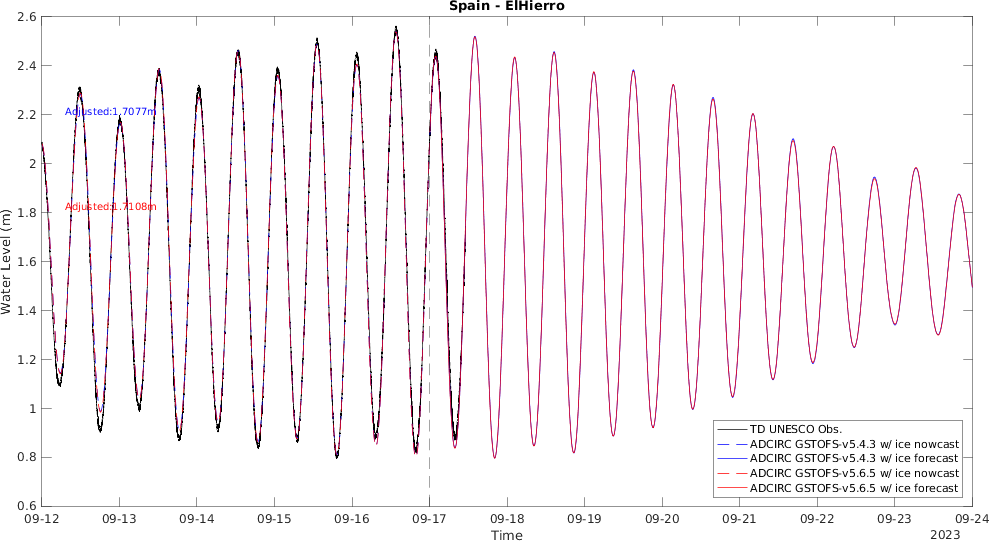 Spain - ElHierro
2.6
2.4
2.2
2
1.8
1.6
1.4
1.2
1
0.8
0.6
Water Level (m)
Adjusted:1.7077m
Adjusted:1.7108m
TD UNESCO Obs.
ADCIRC GSTOFS-v5.4.3 w/ ice nowcast
ADCIRC GSTOFS-v5.4.3 w/ ice forecast
ADCIRC GSTOFS-v5.6.5 w/ ice nowcast
ADCIRC GSTOFS-v5.6.5 w/ ice forecast
09-12 09-13 09-14 09-15 09-16 09-17 09-18 09-19 09-20 09-21 09-22 09-23 09-24
Time
2023